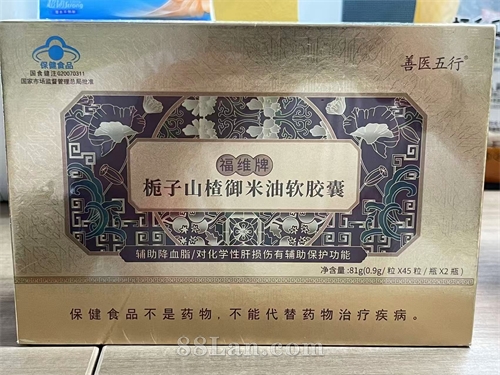 保健食品
国食健注G20070311
国家市场监督管理总局批准
善医五行®
福维牌
栀子山楂御米油软胶囊
辅助降血脂/对化学性肝损伤有辅助保护功能
净含量:81g(0.9g/粒X45粒/瓶X2瓶)
保健食品不是药物，不能代替药物治疗疾病。
88Lan.com